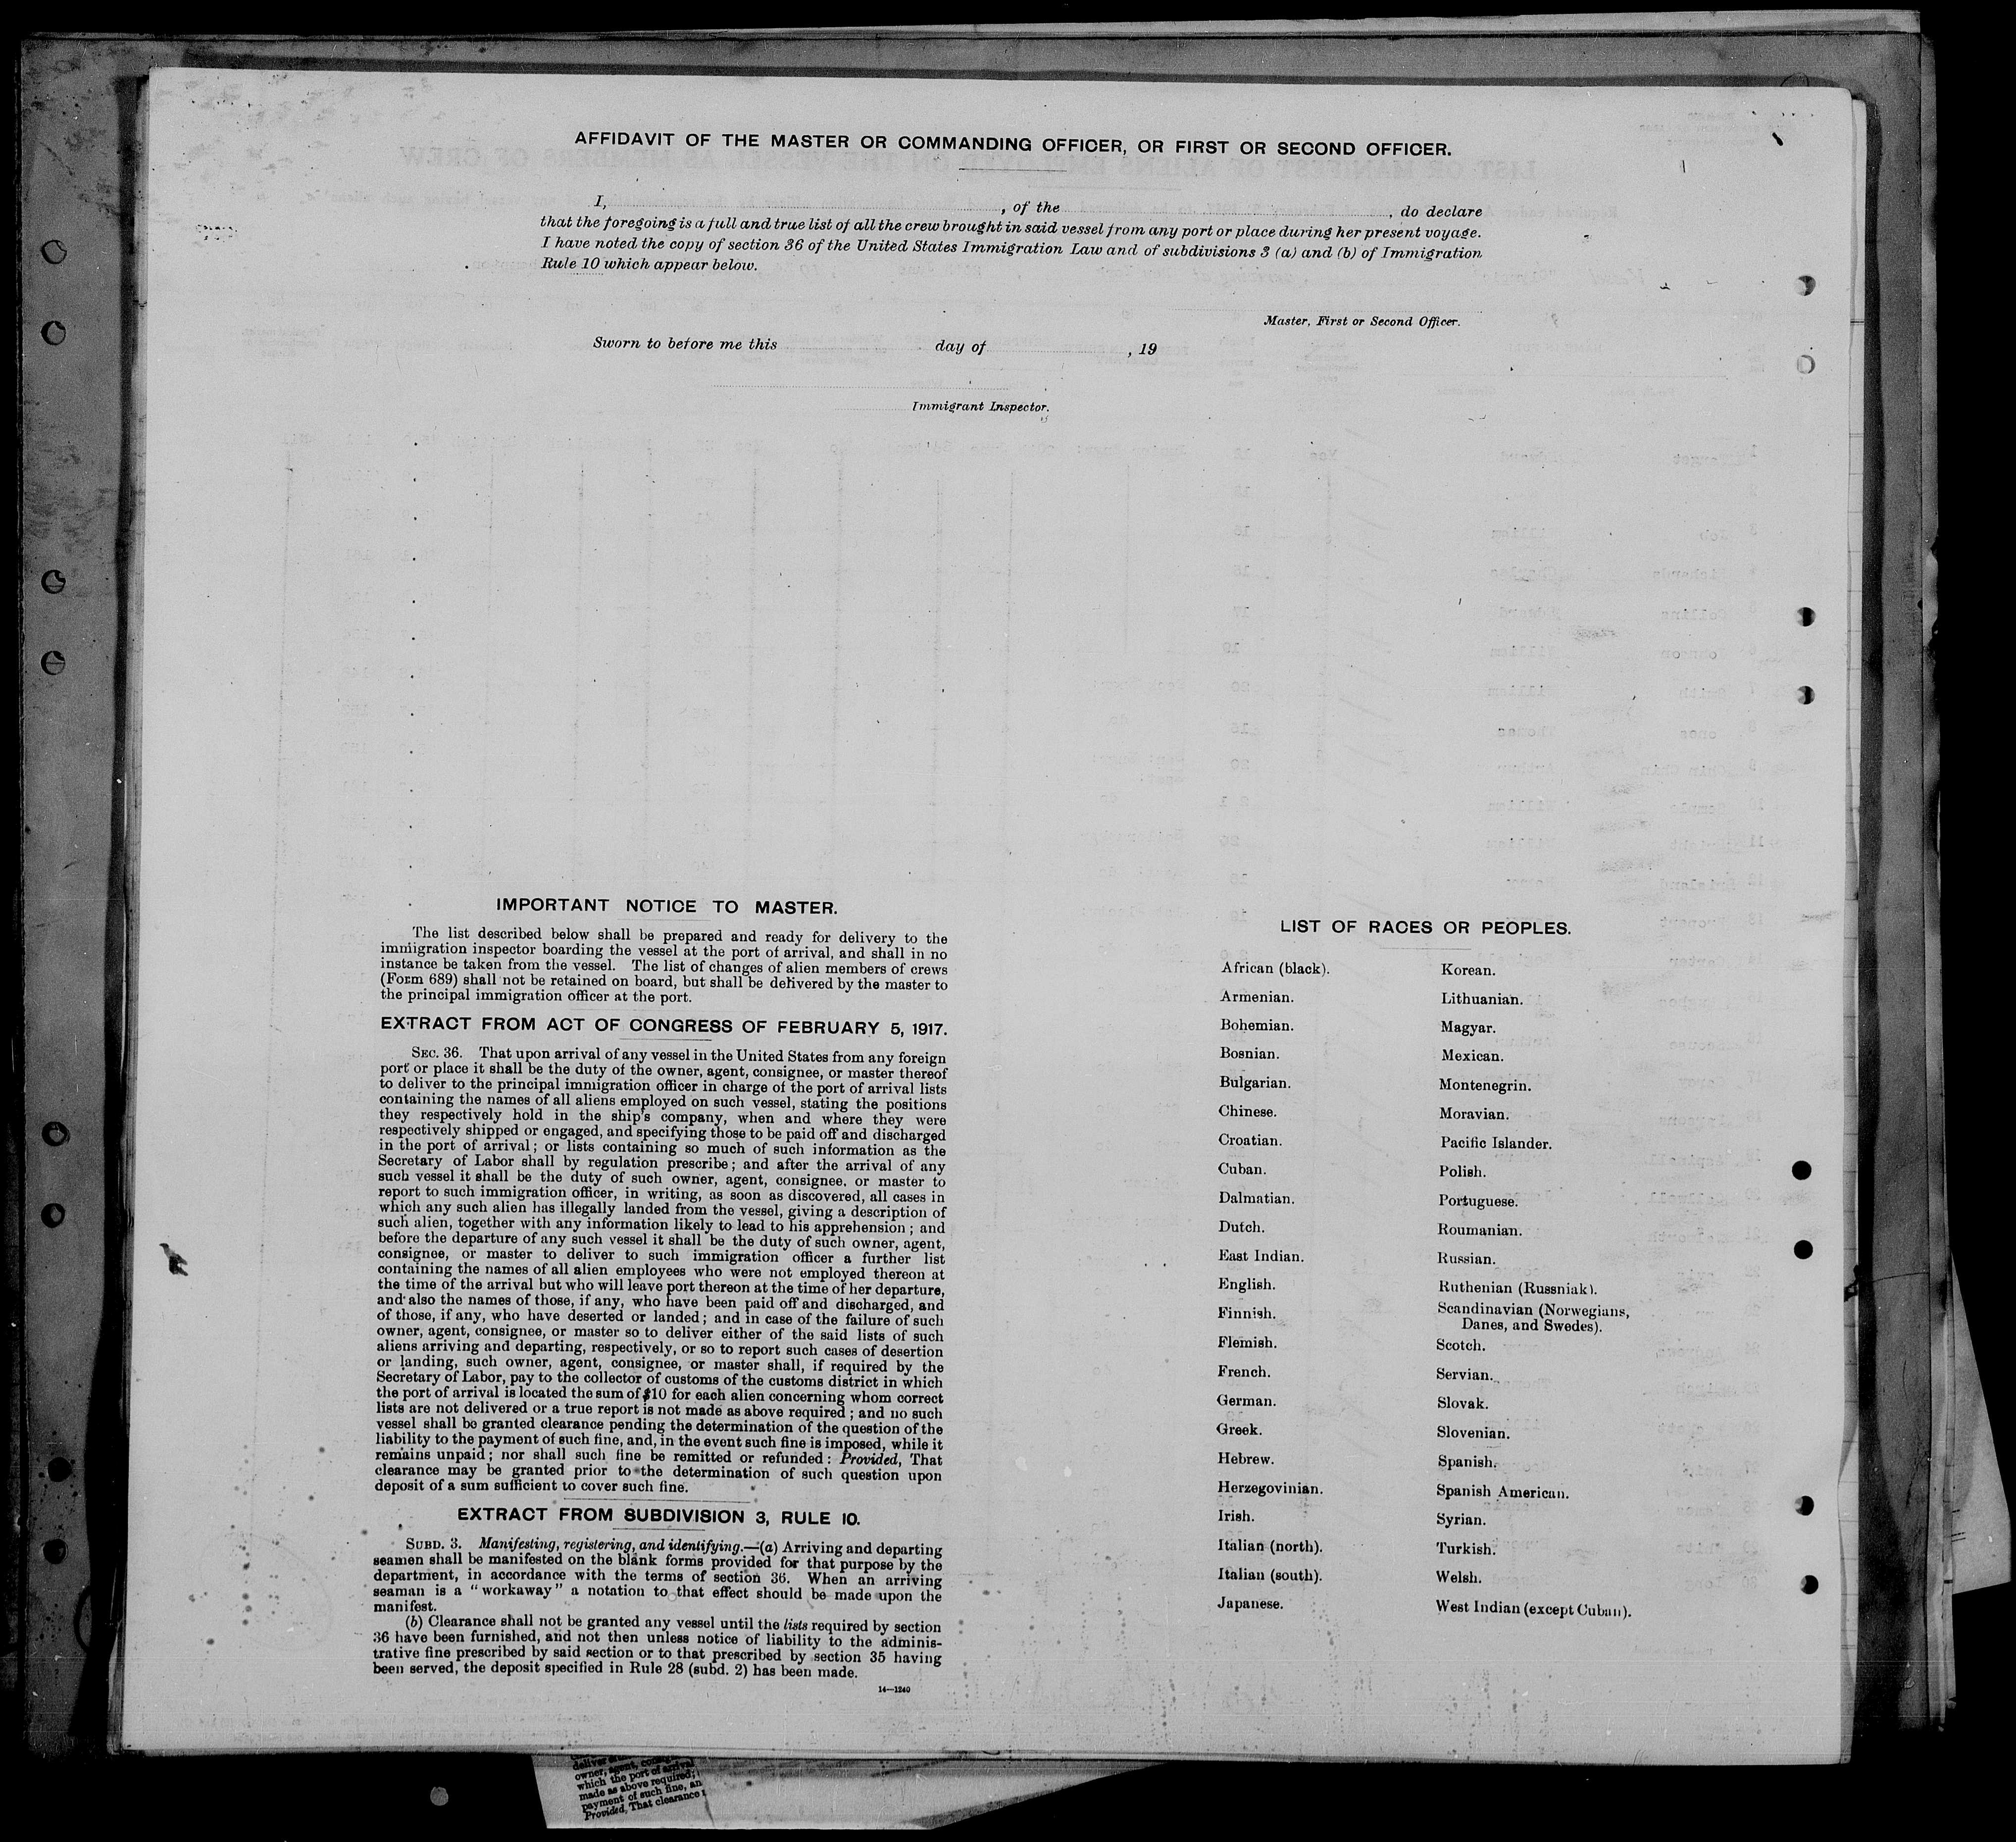 AFFIDAVIT OF THE MASTER OR COMMANDING OFFICER, OR FIRST OR SECOND OFFICER.
I, , of the , do declare
that the foregoing is a full and true list of all the crew brought in said vessel from any port or place during her present voyage.
I have noted the copy of section 36 of the United States Immigration Law and of subdivisions 3 (a) and (b) of Immigration
Rule 10 which appear below.
Master, First or Second Officer.
Sworn to before me this day of , 19
Immigrant Inspector.
IMPORTANT NOTICE TO MASTER.
The list described below shall be prepared and ready for delivery to the
immigration inspector boarding the vessel at the port of arrival, and shall in no
instance be taken from the vessel. The list of changes of alien members of crews
(Form 689) shall not be retained on board, but shall be delivered by the master to
the principal immigration officer at the port.
EXTRACT FROM ACT OF CONGRESS OF FEBRUARY 5, 1917.
SEC. 36. That upon arrival of any vessel in the United States from any foreign
port or place it shall be the duty of the owner, agent, consignee, or master thereof
to deliver to the principal immigration officer in charge of the port of arrival lists
containing the names of all aliens employed on such vessel, stating the positions
they respectively hold in the ship's company, when and where they were
respectively shipped or engaged, and specifying those to be paid off and discharged
in the port of arrival; or lists containing so much of such information as the
Secretary of Labor shall by regulation prescribe; and after the arrival of any
such vessel it shall be the duty of such owner, agent, consignee, or master to
report to such immigration officer, in writing, as soon as discovered, all cases in
which any such alien has illegally landed from the vessel, giving a description of
such alien, together with any information likely to lead to his apprehension; and
before the departure of any such vessel it shall be the duty of such owner, agent,
consignee, or master to deliver to such immigration officer a further list
containing the names of all alien employees who were not employed thereon at
the time of the arrival but who will leave port thereon at the time of her departure,
and also the names of those, if any, who have been paid off and discharged, and
of those, if any, who have deserted or landed; and in case of the failure of such
owner, agent, consignee, or master so to deliver either of the said lists of such
aliens arriving and departing, respectively, or so to report such cases of desertion
or landing, such owner, agent, consignee, or master shall, if required by the
Secretary of Labor, pay to the collector of customs of the customs district in which
the port of arrival is located the sum of $10 for each alien concerning whom correct
lists are not delivered or a true report is not made as above required; and no such
vessel shall be granted clearance pending the determination of the question of the
liability to the payment of such fine, and, in the event such fine is imposed, while it
remains unpaid; nor shall such fine be remitted or refunded: Provided, That
clearance may be granted prior to the determination of such question upon
deposit of a sum sufficient to cover such fine.
EXTRACT FROM SUBDIVISION 3, RULE 10.
SUBD. 3. Manifesting, registering, and identifying.—(a) Arriving and departing
seamen shall be manifested on the blank forms provided for that purpose by the
department, in accordance with the terms of section 36. When an arriving
seaman is a "workaway" a notation to that effect should be made upon the
manifest.
(b) Clearance shall not be granted any vessel until the lists required by section
36 have been furnished, and not then unless notice of liability to the adminis-
trative fine prescribed by said section or to that prescribed by section 35 having
been served, the deposit specified in Rule 28 (subd. 2) has been made.
14—1240
LIST OF RACES OR PEOPLES.
African (black).
Armenian.
Bohemian.
Bosnian.
Bulgarian.
Chinese.
Croatian.
Cuban.
Dalmatian.
Dutch.
East Indian.
English.
Finnish.
Flemish.
French.
German.
Greek.
Hebrew.
Herzegovinian.
Irish.
Italian (north).
Italian (south).
Japanese.
Korean.
Lithuanian.
Magyar.
Mexican.
Montenegrin.
Moravian.
Pacific Islander.
Polish.
Portuguese.
Roumanian.
Russian.
Ruthenian (Russniak).
Scandinavian (Norwegians,
Danes, and Swedes).
Scotch.
Servian.
Slovak.
Slovenian.
Spanish.
Spanish American.
Syrian.
Turkish.
Welsh.
West Indian (except Cuban).
owner, agent,
which the port of arrival
made as above required;
payment of such fine, an
Provided, That clearance